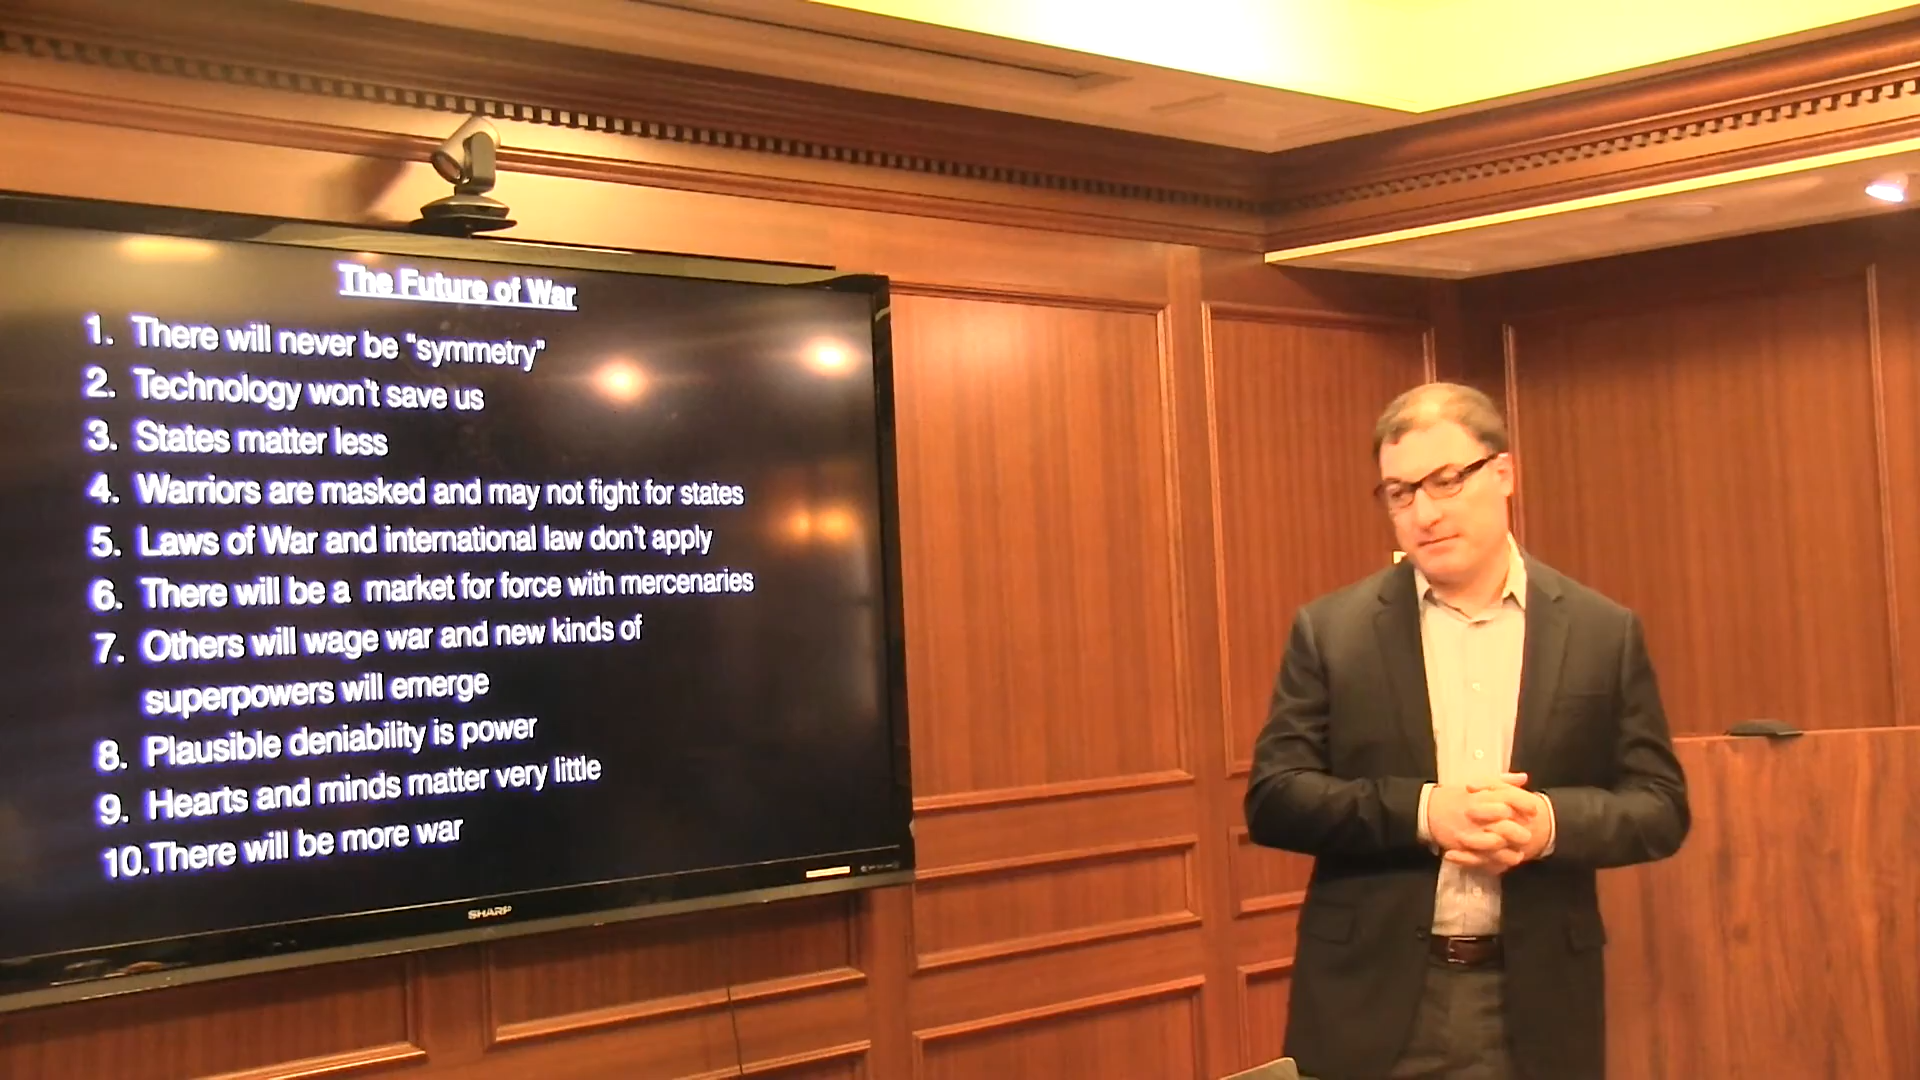 The Future of War
1. There will never be “symmetry”
2. Technology won't save us
3. States matter less
4. Warriors are masked and may not fight for states
5. Laws of War and international law don't apply
6. There will be a market for force with mercenaries
7. Others will wage war and new kinds of
superpowers will emerge
8. Plausible deniability is power
9. Hearts and minds matter very little
10.There will be more war
SHARP